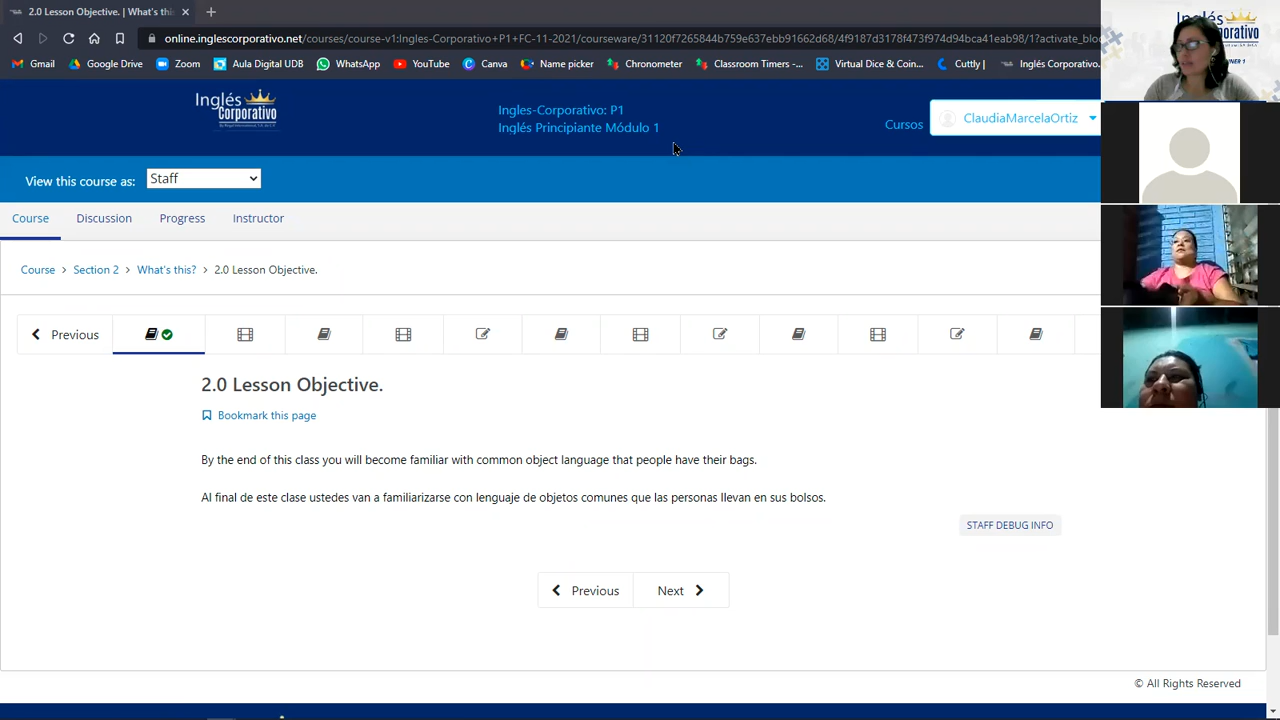 2.0 Lesson Objective. | What's this
online.inglescorporativo.net/courses/course-v1:Ingles-Corporativo+P1+FC-11-2021/courseware/31120f7265844b759e637ebb91662d68/4f9187d3178f473f974d94bca41eab98/1?activate_blo
Gmail Google Drive Zoom Aula Digital UDB WhatsApp YouTube Canva Name picker Chronometer Classroom Timers -... Virtual Dice & Coin... Cuttly | Inglés Corporativo.
Inglés
Corporativo
Ingles-Corporativo: P1
Inglés Principiante Módulo 1
Cursos
ClaudiaMarcelaOrtiz
View this course as: Staff
Course Discussion Progress Instructor
Course > Section 2 > What's this? > 2.0 Lesson Objective.
Previous
2.0 Lesson Objective.
Bookmark this page
By the end of this class you will become familiar with common object language that people have their bags.
Al final de este clase ustedes van a familiarizarse con lenguaje de objetos comunes que las personas llevan en sus bolsos.
STAFF DEBUG INFO
Previous Next
© All Rights Reserved